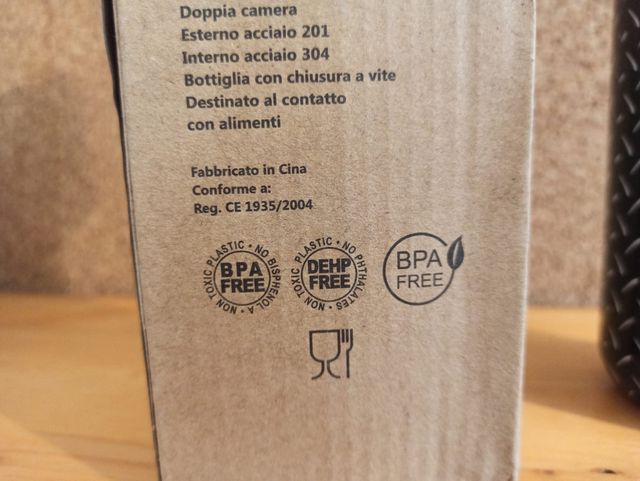 Doppia camera
Esterno acciaio 201
Interno acciaio 304
Bottiglia con chiusura a vite
Destinato al contatto
con alimenti
Fabbricato in Cina
Conforme a:
Reg. CE 1935/2004
NON TOXIC PLASTIC • NO BISPHENOL A •
BPA
FREE
NON TOXIC PLASTIC • NO PHTHALATES •
DEHP
FREE
BPA
FREE